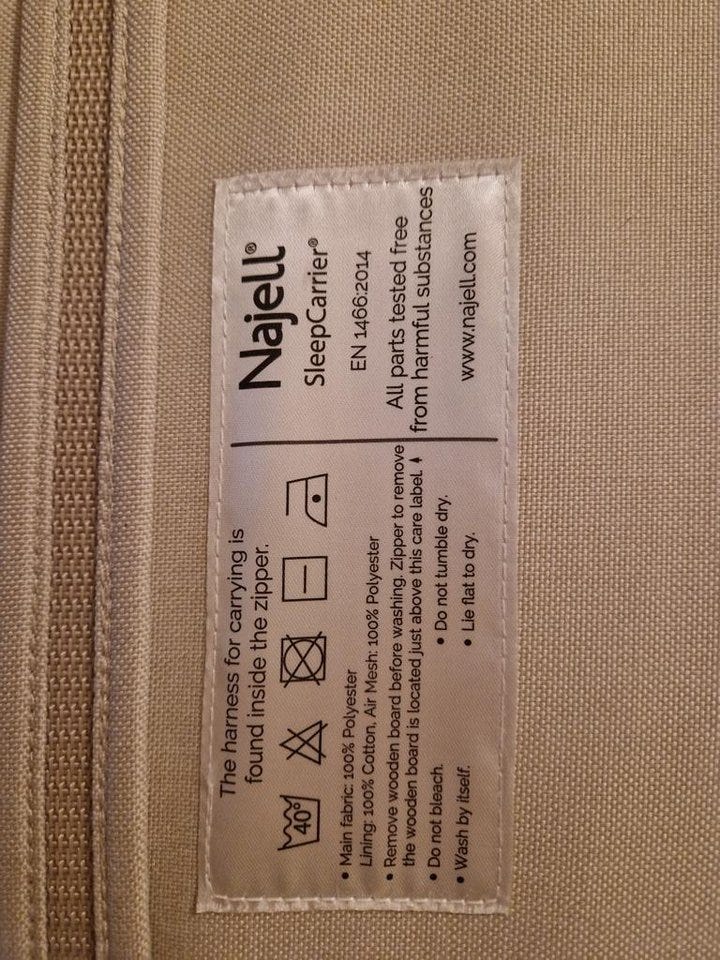 The harness for carrying is
found inside the zipper.
40°
• Main fabric: 100% Polyester
Lining: 100% Cotton, Air Mesh: 100% Polyester
• Remove wooden board before washing. Zipper to remove
the wooden board is located just above this care label.
• Do not bleach.
• Do not tumble dry.
• Wash by itself.
• Lie flat to dry.
Najell®
SleepCarrier®
EN 1466:2014
All parts tested free
from harmful substances
www.najell.com